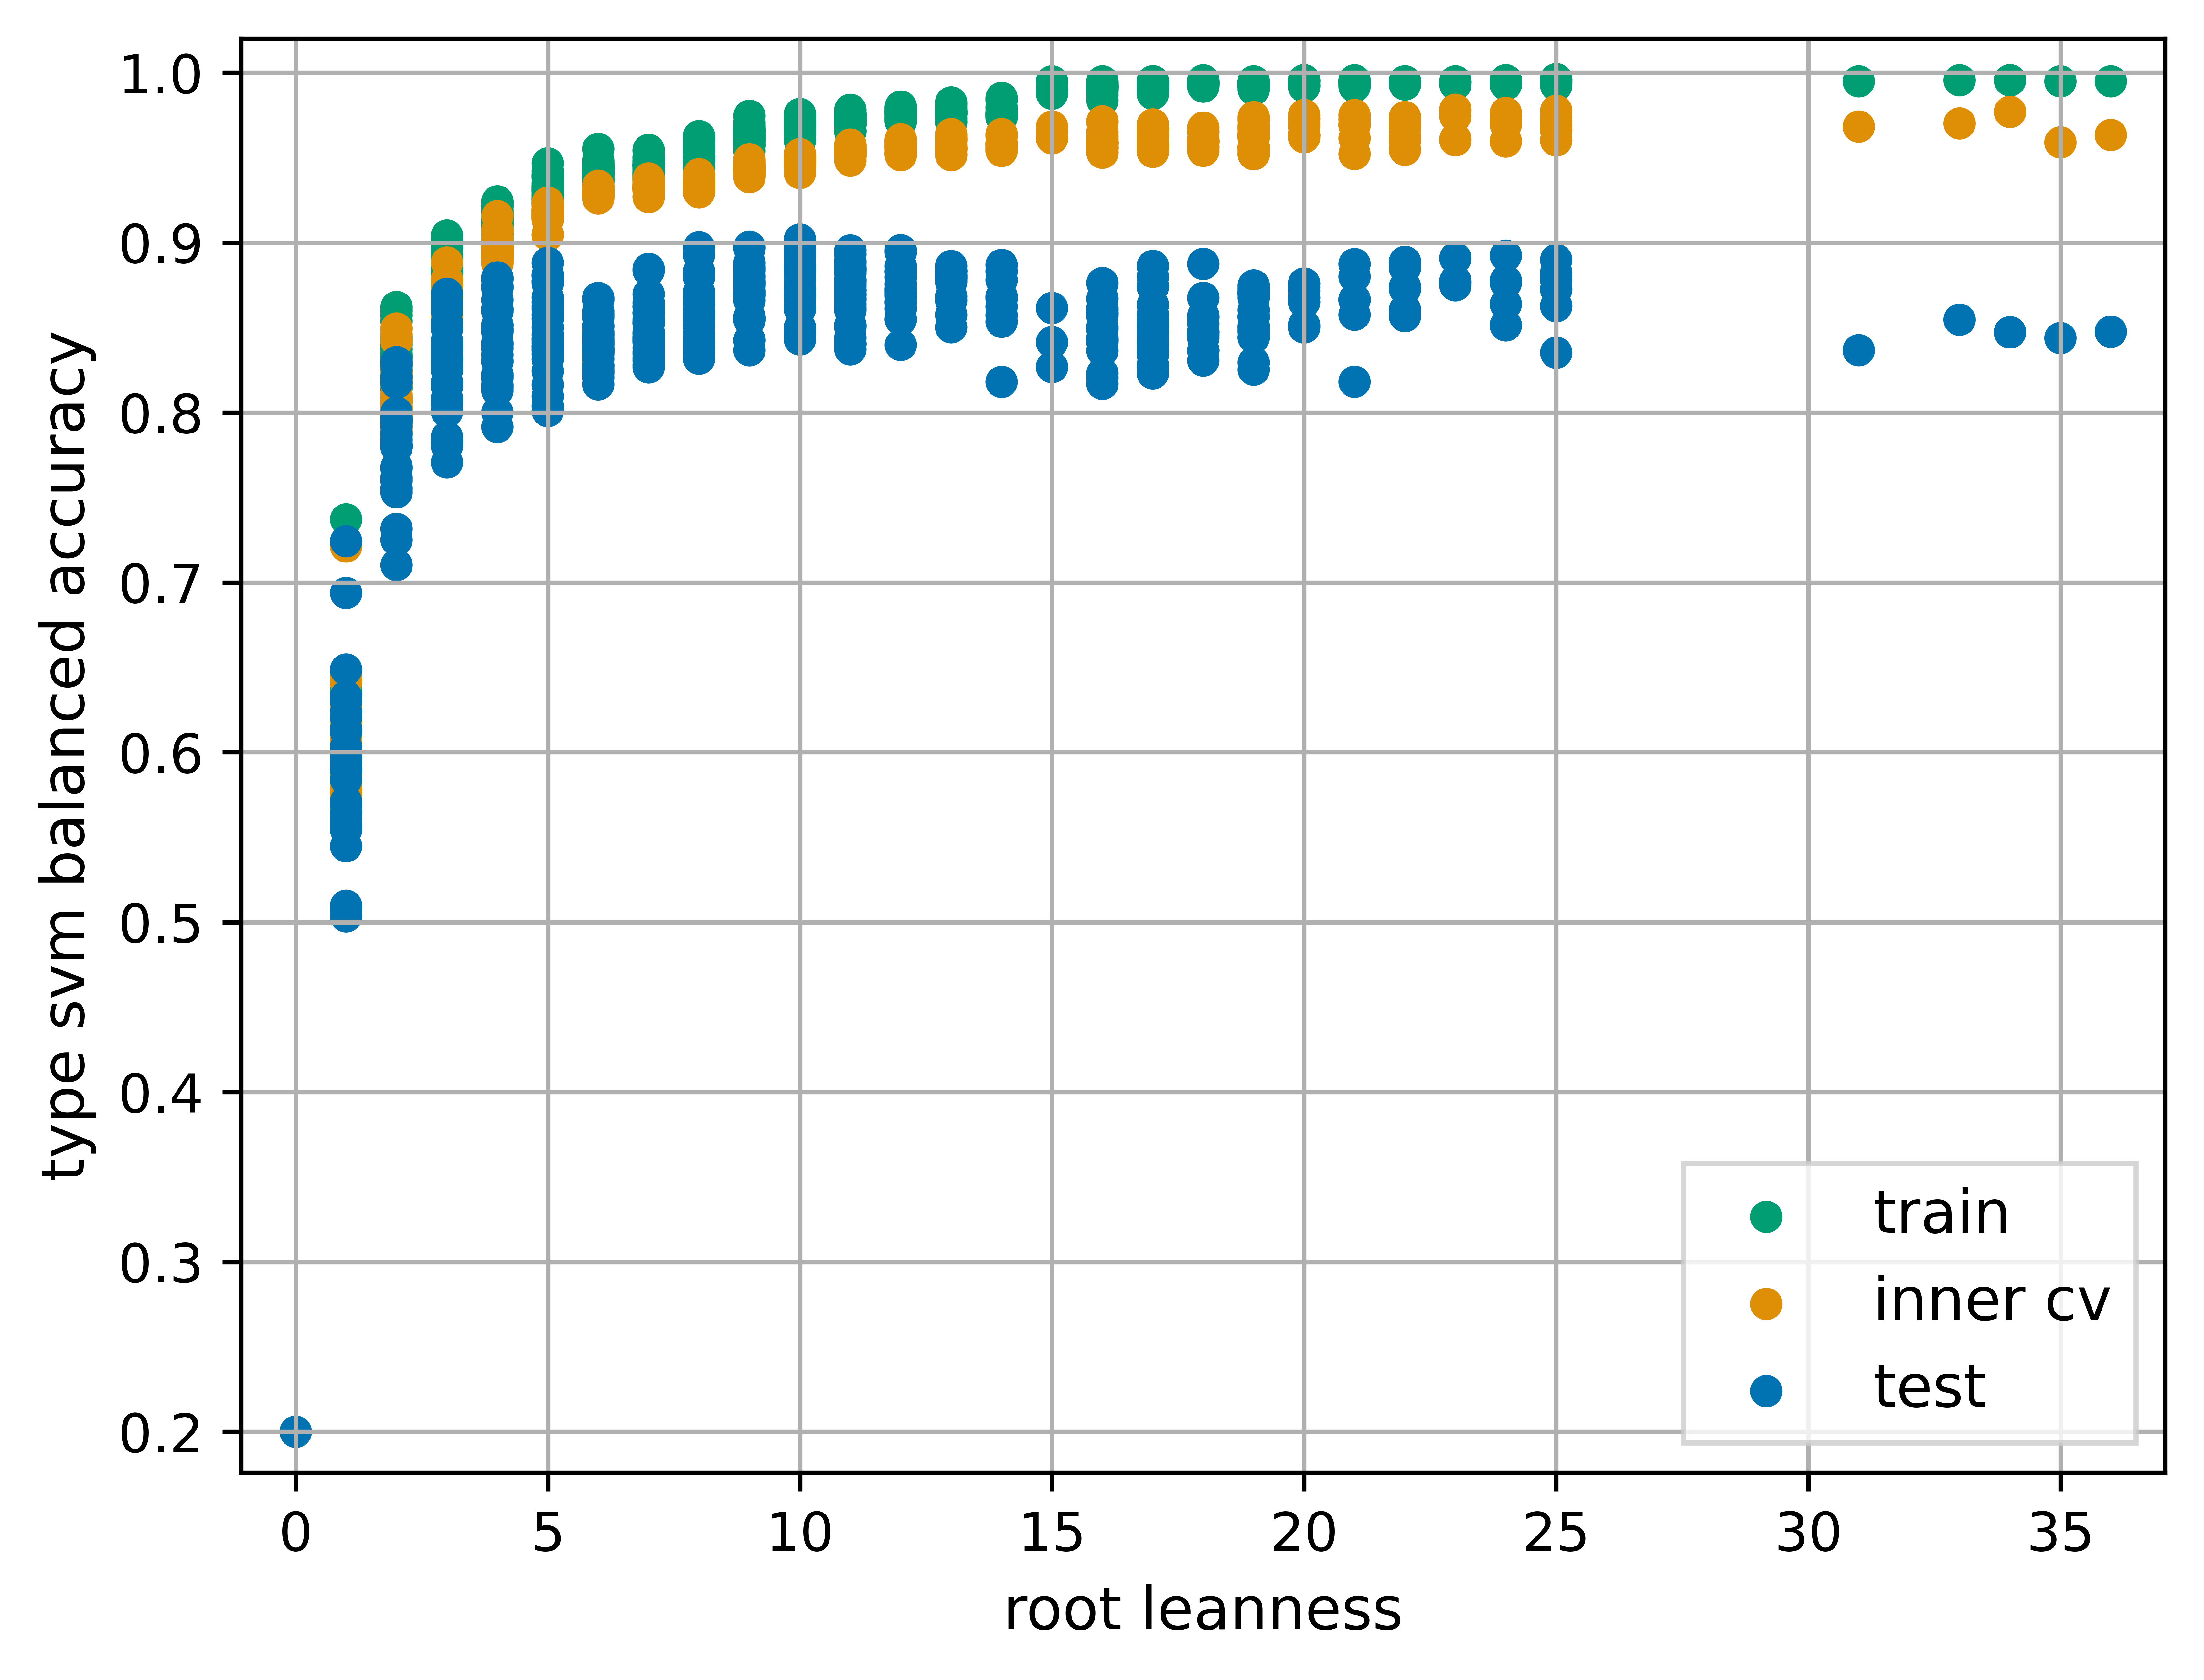 1.0
0.9
0.8
0.7
0.6
0.5
0.4
0.3
0.2
type svm balanced accuracy
0 5 10 15 20 25 30 35
root leanness
train
inner cv
test